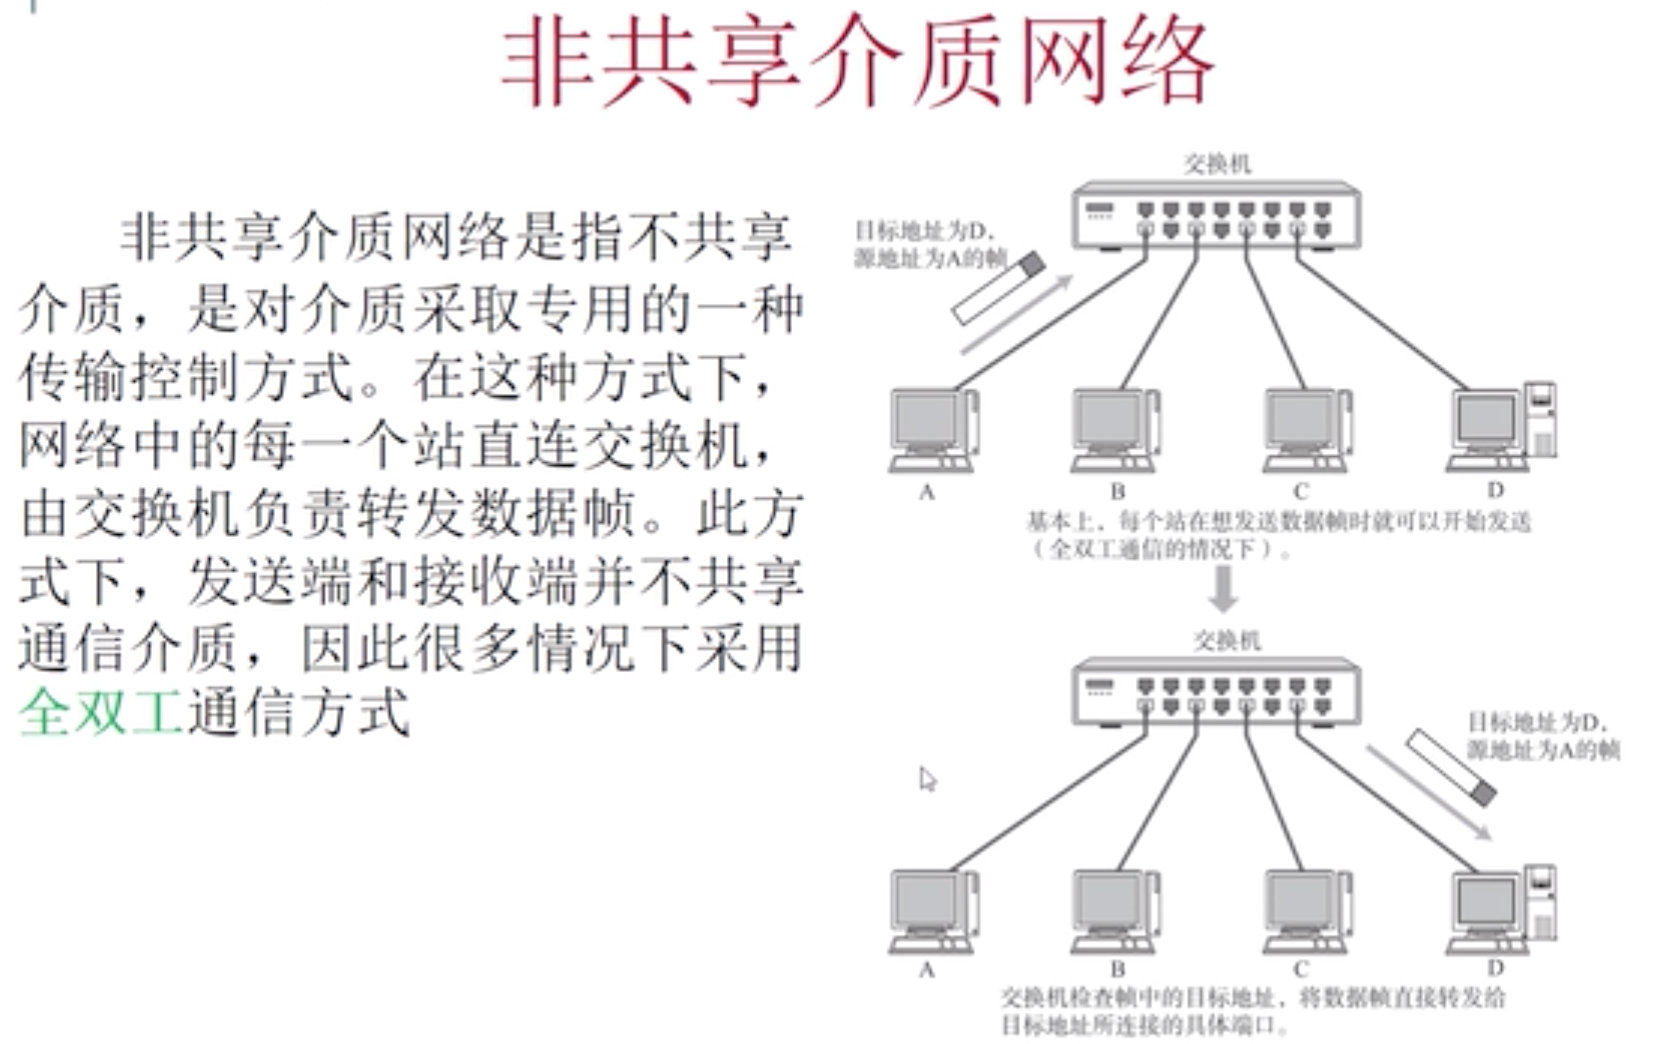 非共享介质网络
非共享介质网络是指不共享
介质，是对介质采取专用的一种
传输控制方式。在这种方式下，
网络中的每一个站直连交换机，
由交换机负责转发数据帧。此方
式下，发送端和接收端并不共享
通信介质，因此很多情况下采用
全双工通信方式
交换机
目标地址为D，
源地址为A的帧
A B C D
基本上，每个站在想发送数据帧时就可以开始发送
（全双工通信的情况下）。
交换机
目标地址为D，
源地址为A的帧
A B C D
交换机检查帧中的目标地址，将数据帧直接转发给
目标地址所连接的具体端口。